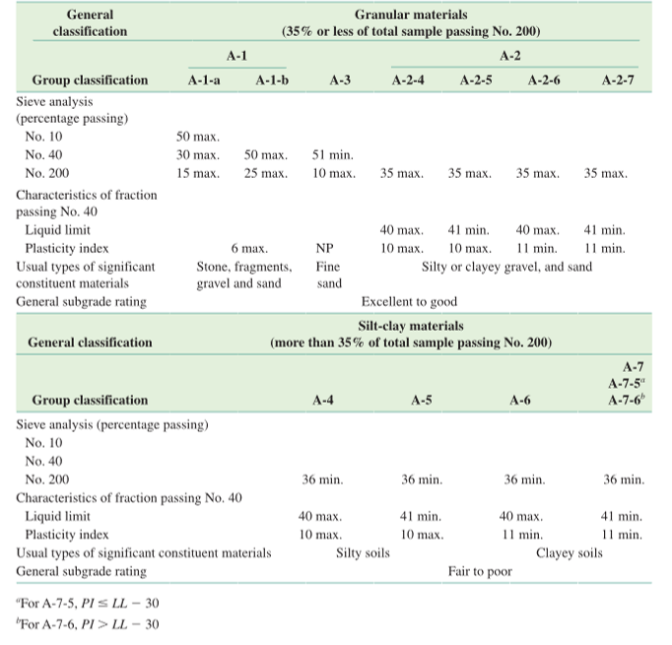 General Granular materials
classification (35% or less of total sample passing No. 200)
A-1 A-2
Group classification A-1-a A-1-b A-3 A-2-4 A-2-5 A-2-6 A-2-7
Sieve analysis
(percentage passing)
No. 10 50 max.
No. 40 30 max. 50 max. 51 min.
No. 200 15 max. 25 max. 10 max. 35 max. 35 max. 35 max. 35 max.
Characteristics of fraction
passing No. 40
Liquid limit 40 max. 41 min. 40 max. 41 min.
Plasticity index 6 max. NP 10 max. 10 max. 11 min. 11 min.
Usual types of significant Stone, fragments, Fine Silty or clayey gravel, and sand
constituent materials gravel and sand sand
General subgrade rating Excellent to good
Silt-clay materials
General classification (more than 35% of total sample passing No. 200)
A-7
A-7-5ᵃ
Group classification A-4 A-5 A-6 A-7-6ᵇ
Sieve analysis (percentage passing)
No. 10
No. 40
No. 200 36 min. 36 min. 36 min. 36 min.
Characteristics of fraction passing No. 40
Liquid limit 40 max. 41 min. 40 max. 41 min.
Plasticity index 10 max. 10 max. 11 min. 11 min.
Usual types of significant constituent materials Silty soils Clayey soils
General subgrade rating Fair to poor
ᵃFor A-7-5, PI ≤ LL − 30
ᵇFor A-7-6, PI > LL − 30